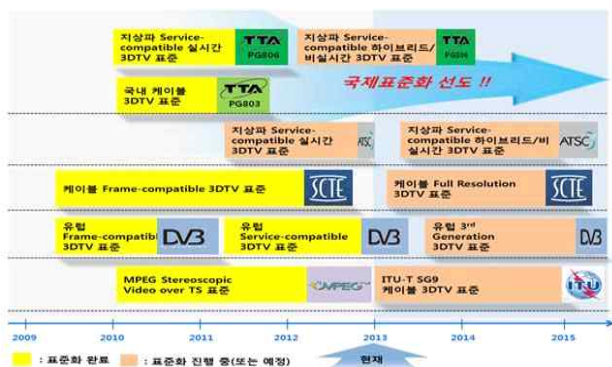 지상파 Service-
compatible 실시간
3DTV 표준
TTA
PG806
지상파 Service-
compatible 하이브리드/
비실시간 3DTV 표준
TTA
PG806
국제표준화 선도 !!
국내 케이블
3DTV 표준
TTA
PG803
지상파 Service-
compatible 실시간
3DTV 표준
ATSC
지상파 Service-
compatible 하이브리드/비
실시간 3DTV 표준
ATSC
케이블 Frame-compatible 3DTV 표준
SCTE
케이블 Full Resolution
3DTV 표준
SCTE
유럽
Frame-compatibl
3DTV 표준
DVB
유럽
Service-compatible
3DTV 표준
DVB
유럽 3rd
Generation
3DTV 표준
DVB
MPEG Stereoscopic
Video over TS 표준
MPEG
ITU-T SG9
케이블 3DTV 표준
ITU
2009 2010 2011 2012 2013 2014 2015
: 표준화 완료 : 표준화 진행 중(또는 예정) 현재